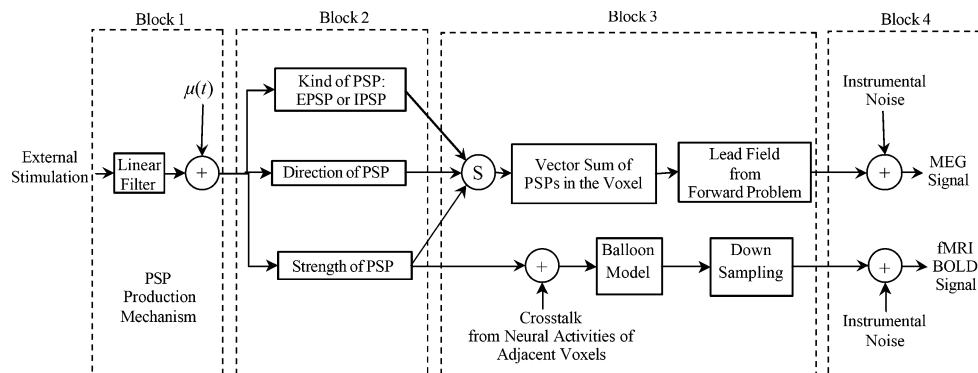 Block 1
Block 2
Block 3
Block 4
External
Stimulation
μ(t)
Linear
Filter
+
PSP
Production
Mechanism
Kind of PSP:
EPSP or IPSP
Direction of PSP
Strength of PSP
S
Vector Sum of
PSPs in the Voxel
Lead Field
from
Forward Problem
+
Balloon
Model
Down
Sampling
Crosstalk
from Neural Activities of
Adjacent Voxels
Instrumental
Noise
+
MEG
Signal
+
fMRI
BOLD
Signal
Instrumental
Noise